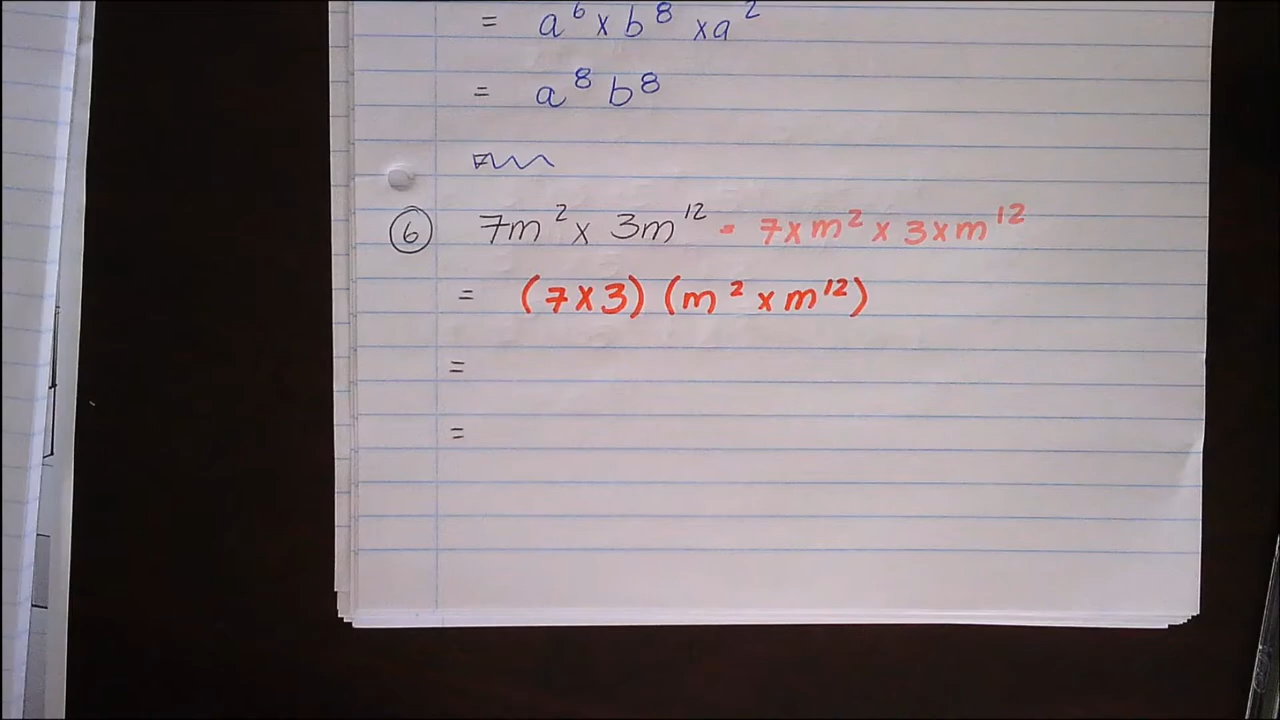 = a⁶ x b⁸ x a²
= a⁸ b⁸
⑥ 7m² x 3m¹² = 7 x m² x 3 x m¹²
= (7 x 3) (m² x m¹²)
=
=